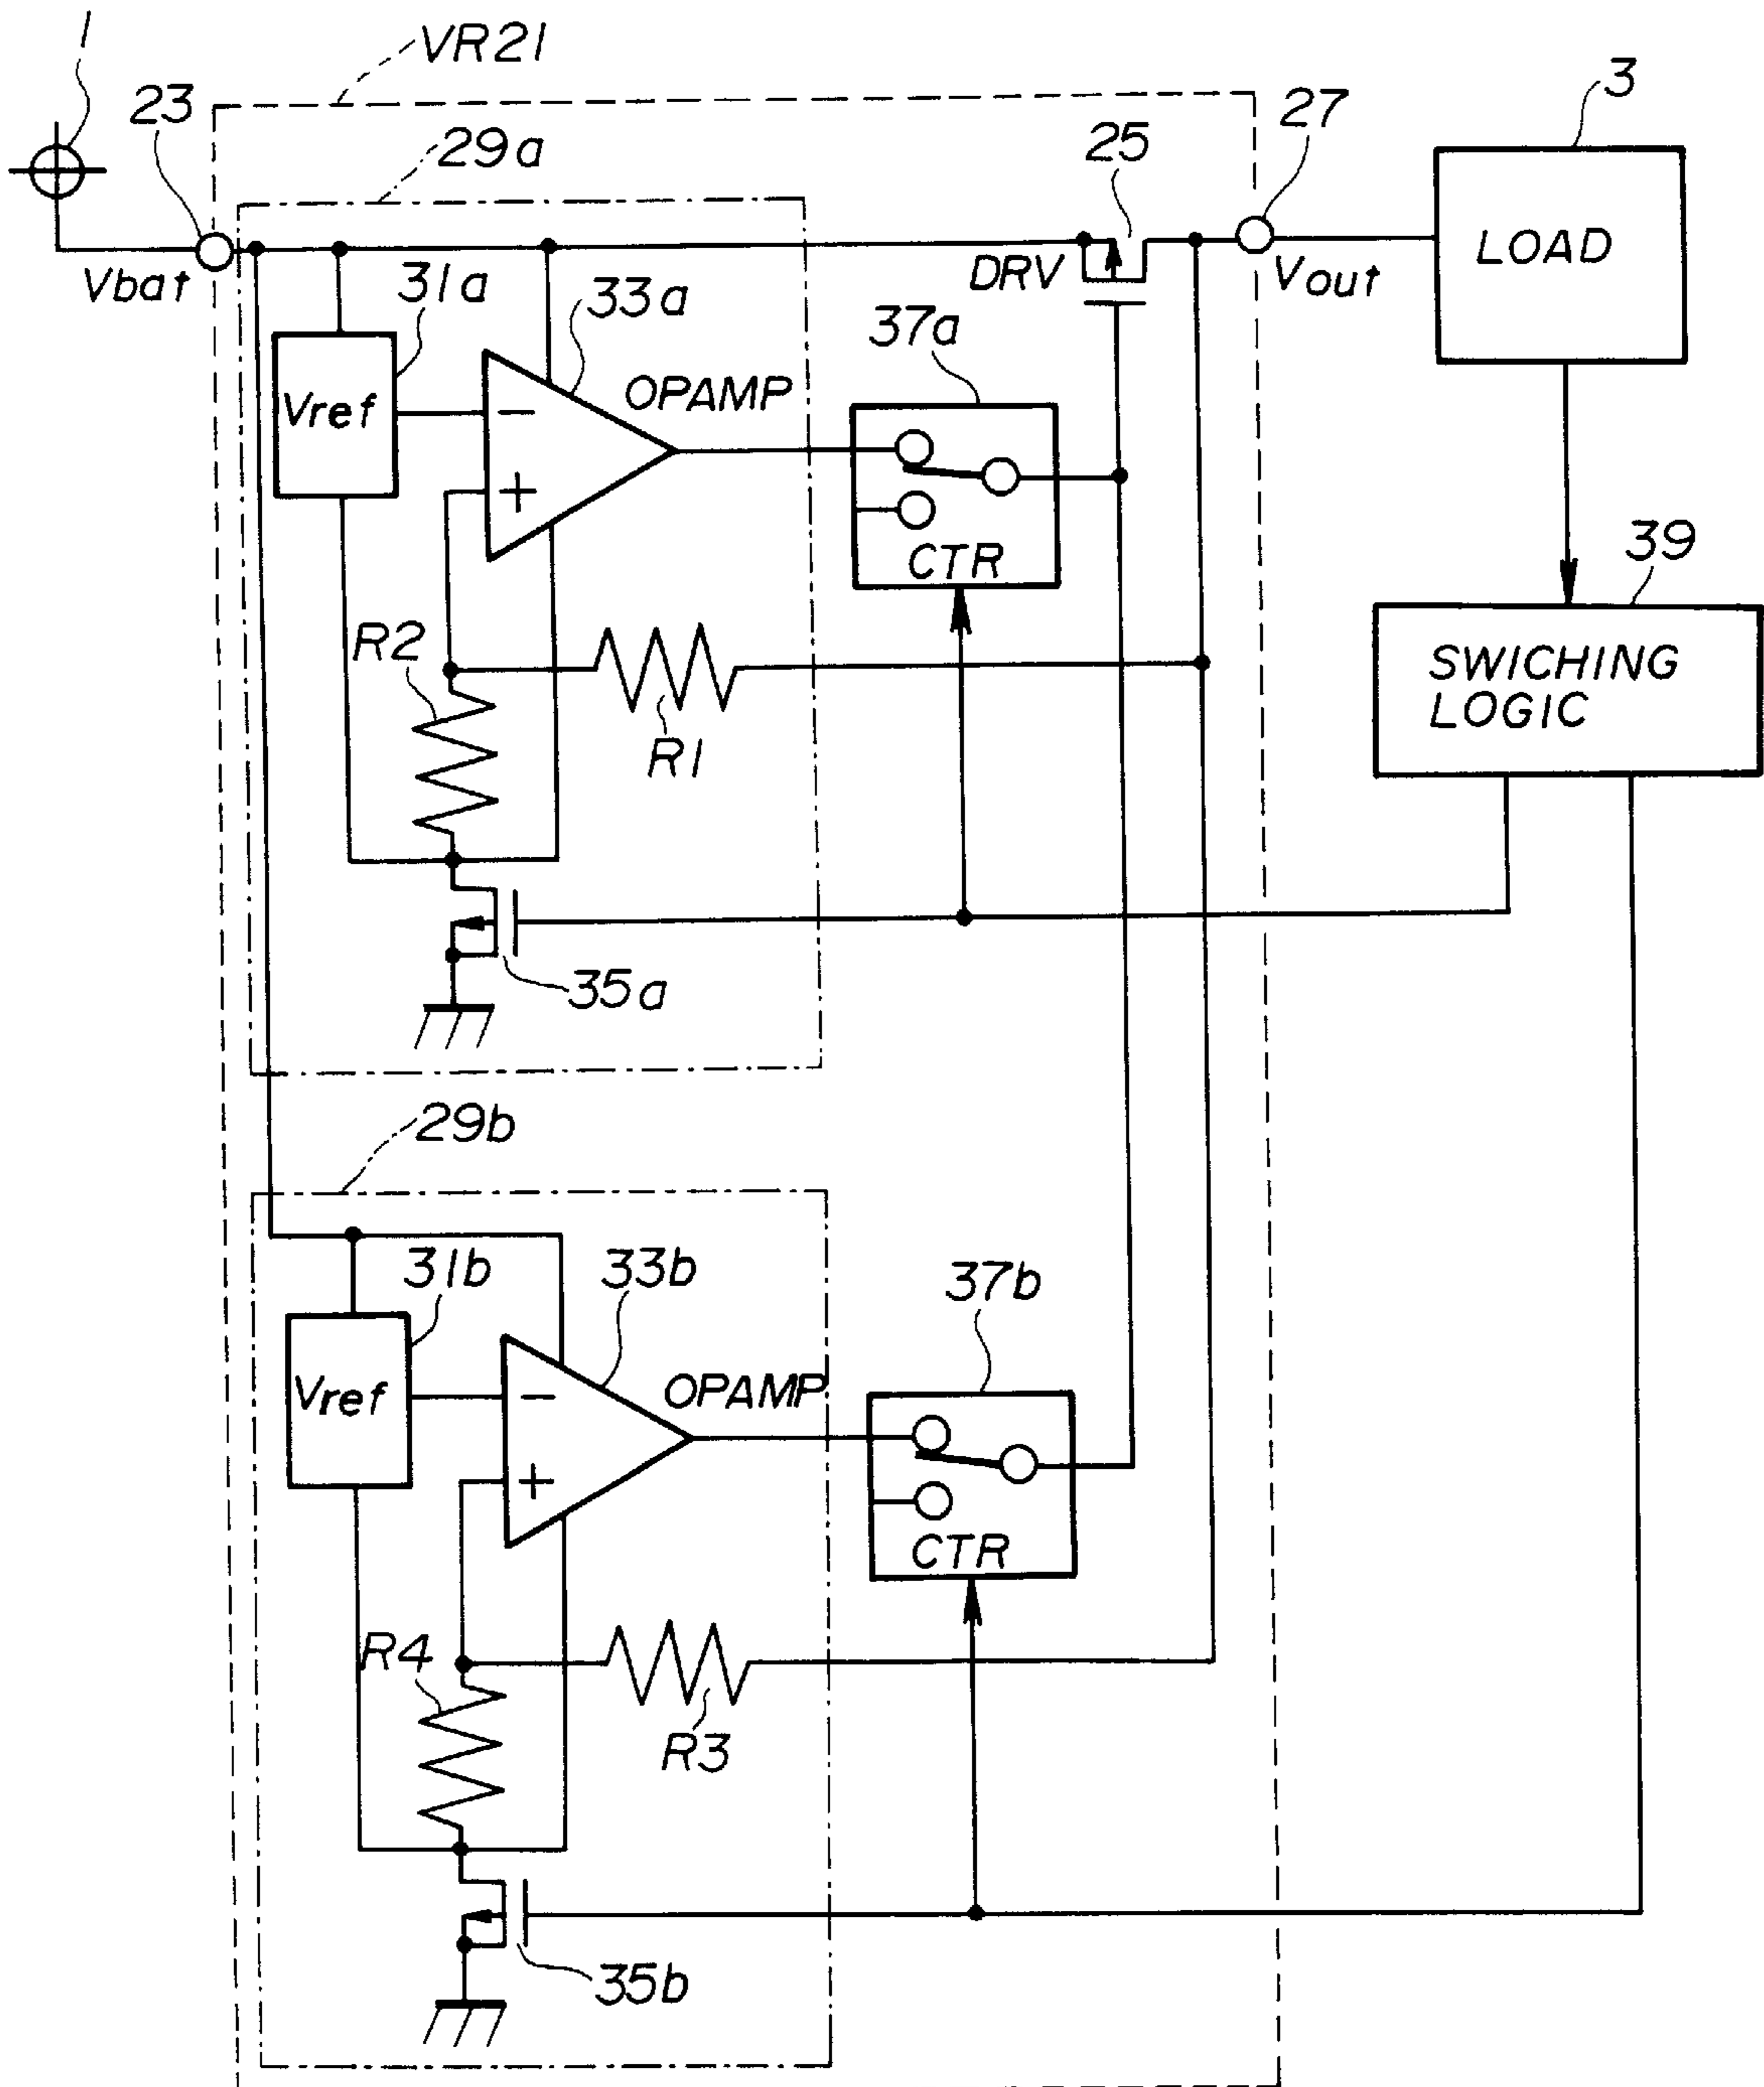 VR21
23
29a
25
27
3
Vbat
31a
33a
DRV
Vout
LOAD
37a
Vref
OPAMP
−
+
CTR
39
R2
SWICHING
LOGIC
R1
35a
29b
31b
33b
37b
Vref
OPAMP
−
+
CTR
R4
R3
35b